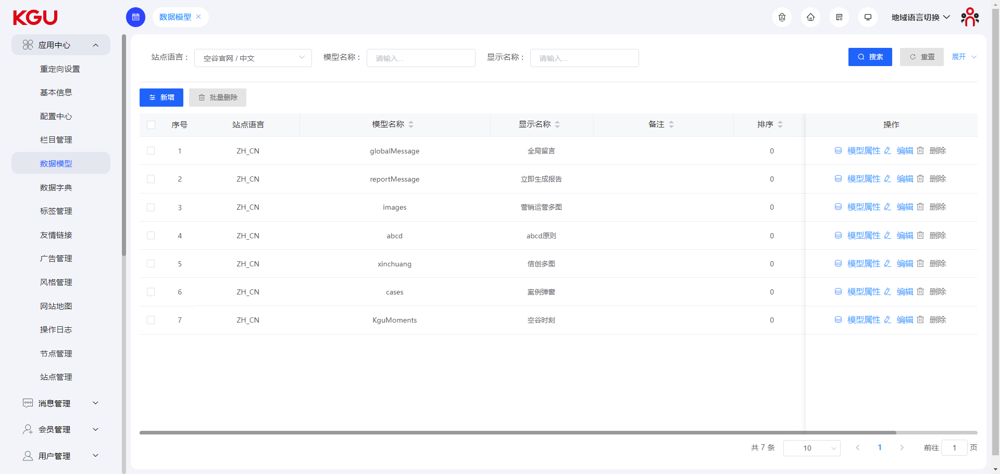 KGU
数据模型
地域语言切换
应用中心
重定向设置
基本信息
配置中心
栏目管理
数据模型
数据字典
标签管理
友情链接
广告管理
风格管理
网站地图
操作日志
节点管理
站点管理
消息管理
会员管理
用户管理
站点语言： 空谷官网 / 中文 模型名称： 请输入... 显示名称： 请输入... 搜索 重置 展开
新增 批量删除
序号 站点语言 模型名称 显示名称 备注 排序 操作
1 ZH_CN globalMessage 全局留言 0 模型属性 编辑 删除
2 ZH_CN reportMessage 立即生成报告 0 模型属性 编辑 删除
3 ZH_CN images 营销运营多图 0 模型属性 编辑 删除
4 ZH_CN abcd abcd原则 0 模型属性 编辑 删除
5 ZH_CN xinchuang 信创多图 0 模型属性 编辑 删除
6 ZH_CN cases 案例弹窗 0 模型属性 编辑 删除
7 ZH_CN KguMoments 空谷时刻 0 模型属性 编辑 删除
共 7 条 10 1 前往 1 页